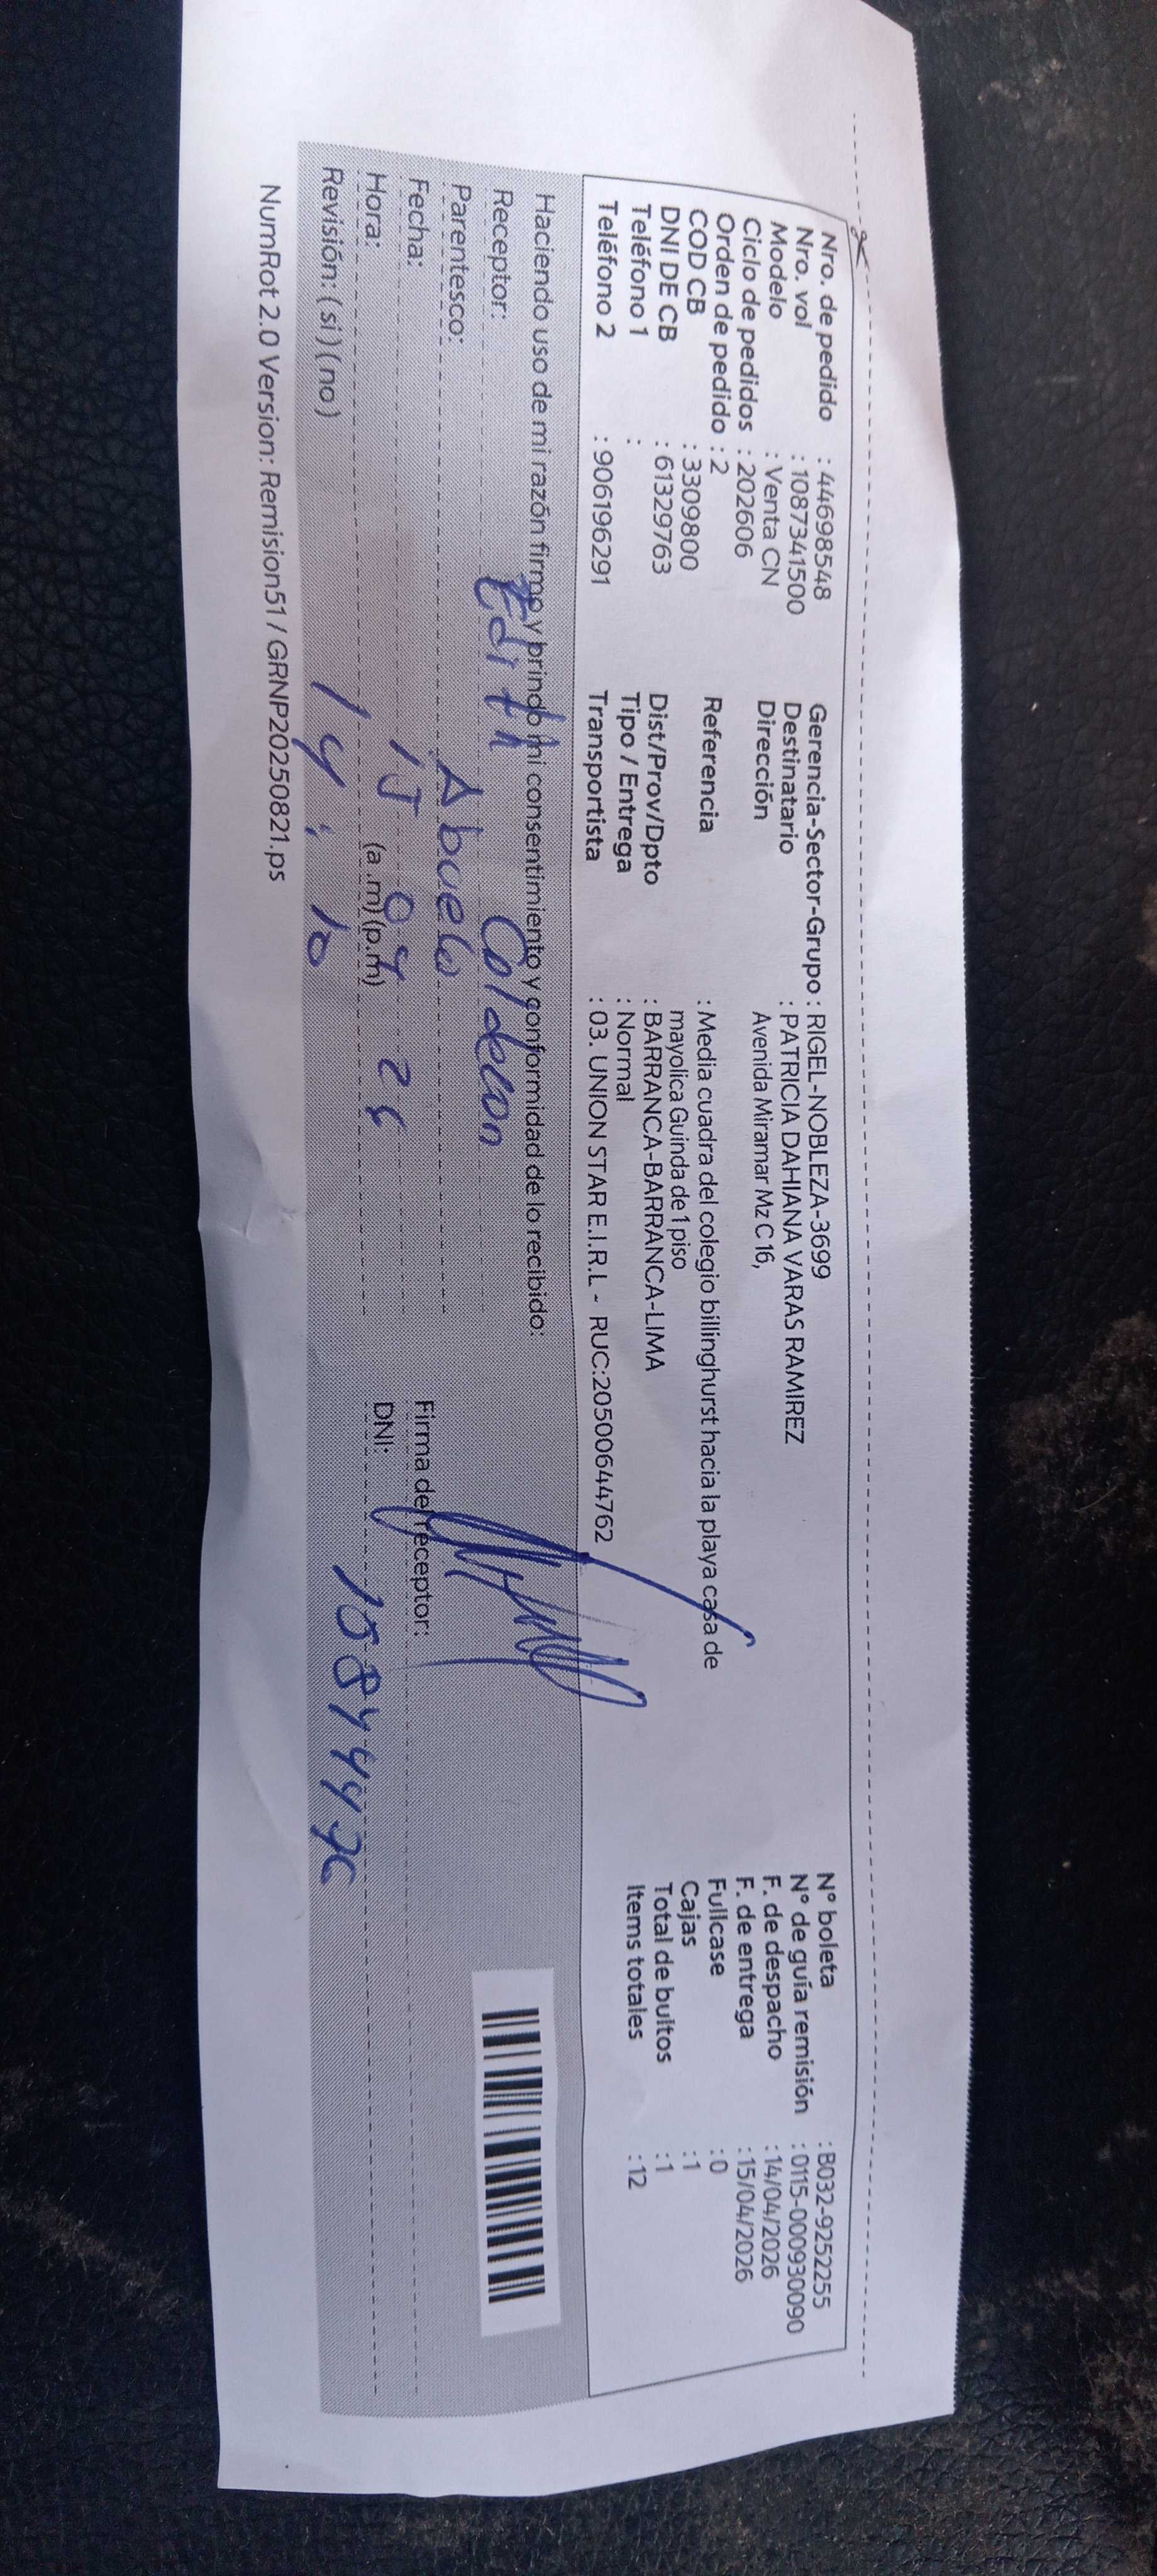 Nro. de pedido : 44698548
Nro. vol : 1087341500
Modelo : Venta CN
Ciclo de pedidos : 202606
Orden de pedido : 2
COD CB : 3309800
DNI DE CB : 61329763
Teléfono 1 :
Teléfono 2 : 906196291
Gerencia-Sector-Grupo : RIGEL-NOBLEZA-3699
Destinatario : PATRICIA DAHIANA VARAS RAMIREZ
Dirección Avenida Miramar Mz C 16,
Referencia : Media cuadra del colegio billinghurst hacia la playa casa de
mayolica Guinda de 1 piso
Dist/Prov/Dpto : BARRANCA-BARRANCA-LIMA
Tipo / Entrega : Normal
Transportista : 03. UNION STAR E.I.R.L - RUC:20500644762
N° boleta : B032-9252255
N° de guía remisión : 0115-000930090
F. de despacho : 14/04/2026
F. de entrega : 15/04/2026
Fullcase : 0
Cajas : 1
Total de bultos : 1
Items totales : 12
Haciendo uso de mi razón firmo y brindo mi consentimiento y conformidad de lo recibido:
Receptor: Edith
Parentesco: Abuela
Fecha: 15 04 26
Hora: (a.m)(p.m) 14:10
Revisión: (si)(no)
Firma del receptor:
DNI:
NumRot 2.0 Version: Remision51 / GRNP20250821.ps